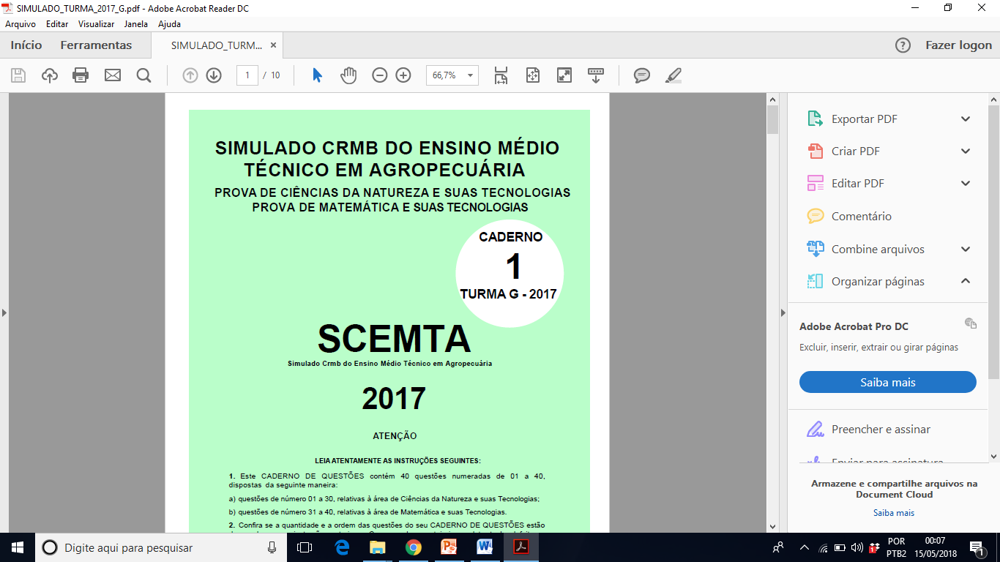 SIMULADO_TURMA_2017_G.pdf - Adobe Acrobat Reader DC
Arquivo Editar Visualizar Janela Ajuda
Início Ferramentas SIMULADO_TURM... × Fazer logon
1 / 10 66,7%
SIMULADO CRMB DO ENSINO MÉDIO
TÉCNICO EM AGROPECUÁRIA
PROVA DE CIÊNCIAS DA NATUREZA E SUAS TECNOLOGIAS
PROVA DE MATEMÁTICA E SUAS TECNOLOGIAS
CADERNO
1
TURMA G - 2017
SCEMTA
Simulado Crmb do Ensino Médio Técnico em Agropecuária
2017
ATENÇÃO
LEIA ATENTAMENTE AS INSTRUÇÕES SEGUINTES:
1. Este CADERNO DE QUESTÕES contém 40 questões numeradas de 01 a 40,
dispostas da seguinte maneira:
a) questões de número 01 a 30, relativas à área de Ciências da Natureza e suas Tecnologias;
b) questões de número 31 a 40, relativas à área de Matemática e suas Tecnologias.
2. Confira se a quantidade e a ordem das questões do seu CADERNO DE QUESTÕES estão
Exportar PDF
Criar PDF
Editar PDF
Comentário
Combine arquivos
Organizar páginas
Adobe Acrobat Pro DC
Excluir, inserir, extrair ou girar páginas
Saiba mais
Preencher e assinar
Enviar para assinatura
Armazene e compartilhe arquivos na
Document Cloud
Saiba mais
Digite aqui para pesquisar
POR
PTB2
00:07
15/05/2018
1